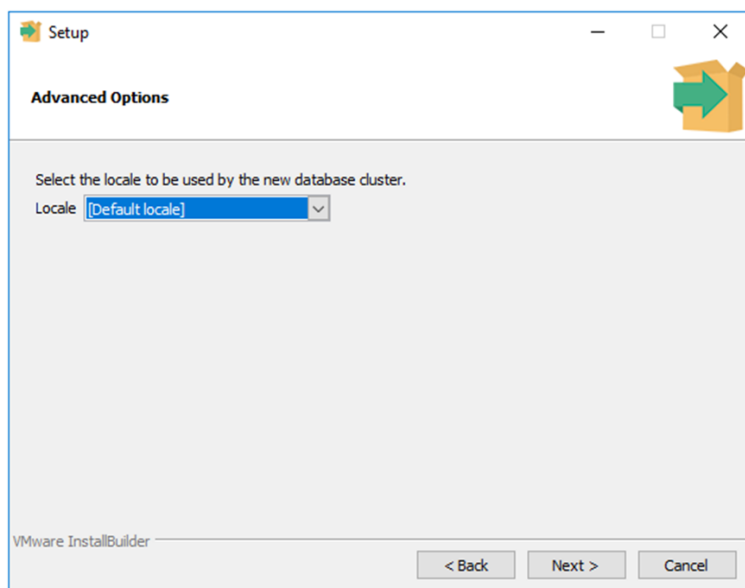 Setup
Advanced Options
Select the locale to be used by the new database cluster.
Locale [Default locale]
VMware InstallBuilder
< Back Next > Cancel